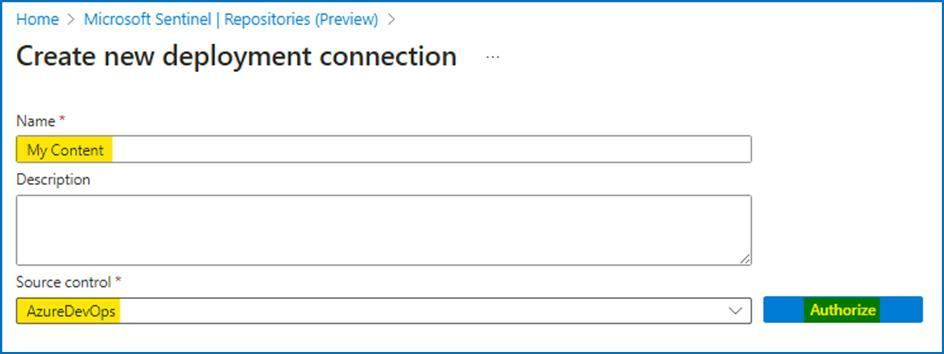 Home > Microsoft Sentinel | Repositories (Preview) >
Create new deployment connection ...
Name *
My Content
Description
Source control *
AzureDevOps
Authorize